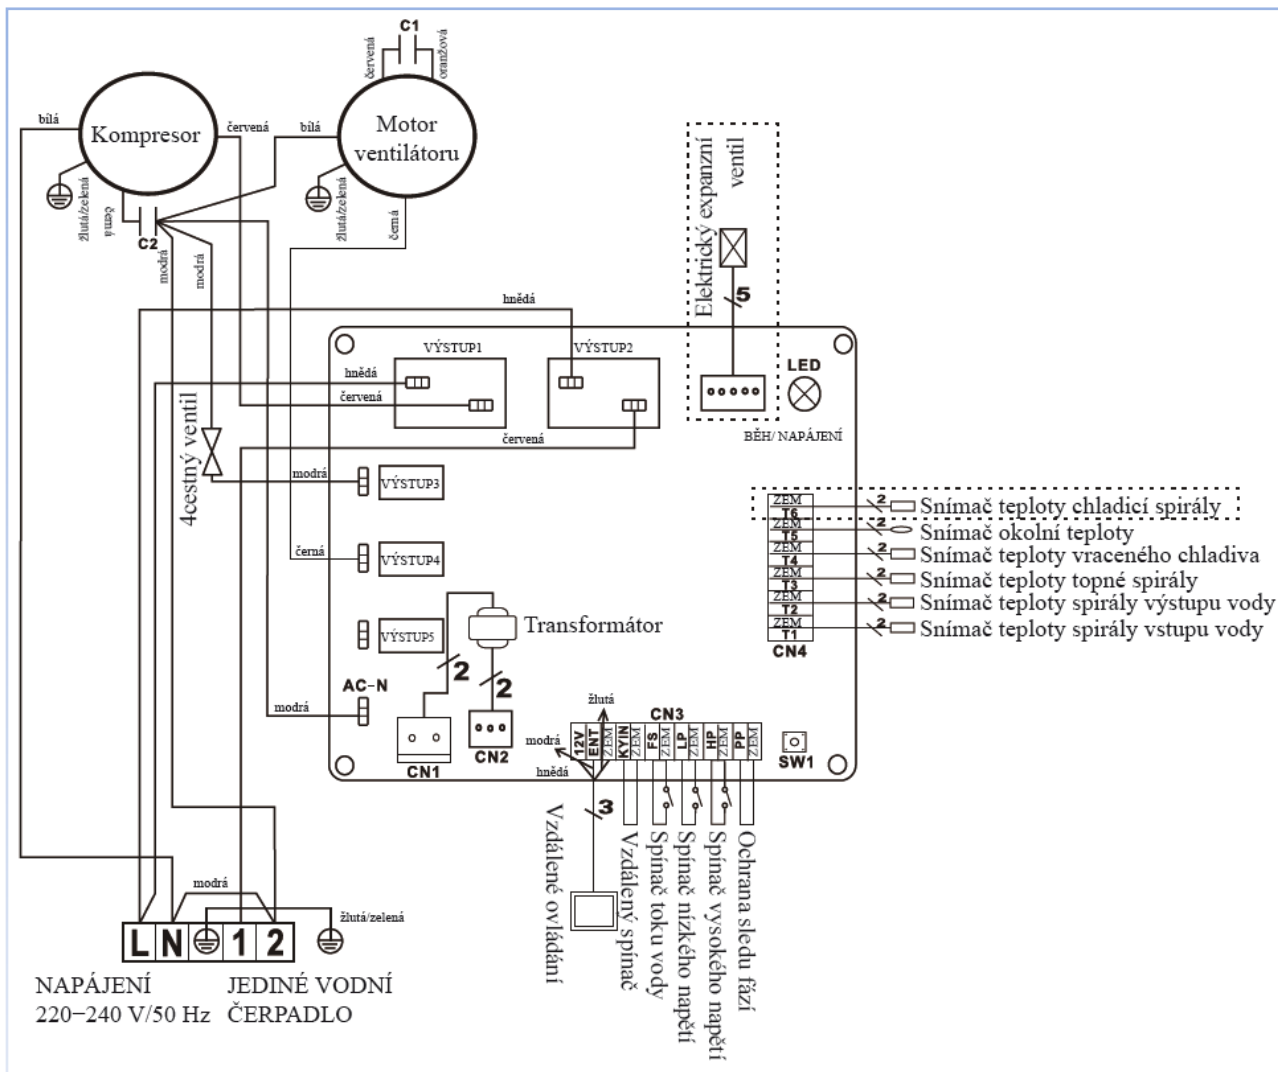 C1
červená
oranžová
bílá
Kompresor
červená
bílá
Motor
ventilátoru
žlutá/zelená
černá
C2
modrá
modrá
žlutá/zelená
černá
Elektrický expanzní
ventil
5
hnědá
VÝSTUP1
VÝSTUP2
LED
BĚH/ NAPÁJENÍ
hnědá
červená
červená
4cestný ventil
modrá
VÝSTUP3
černá
VÝSTUP4
VÝSTUP5
Transformátor
2
2
AC-N
modrá
CN1
CN2
ZEM
T6
2
Snímač teploty chladicí spirály
ZEM
T5
2
Snímač okolní teploty
ZEM
T4
2
Snímač teploty vraceného chladiva
ZEM
T3
2
Snímač teploty topné spirály
ZEM
T2
2
Snímač teploty spirály výstupu vody
ZEM
T1
2
Snímač teploty spirály vstupu vody
CN4
žlutá
CN3
modrá
hnědá
12V
ENT
ZEM
KYIN
ZEM
FS
ZEM
LP
ZEM
HP
ZEM
PP
ZEM
SW1
3
Vzdálené ovládání
Vzdálený spínač
Spínač toku vody
Spínač nízkého napětí
Spínač vysokého napětí
Ochrana sledu fází
modrá
žlutá/zelená
L N 1 2
NAPÁJENÍ
220−240 V/50 Hz
JEDINÉ VODNÍ
ČERPADLO